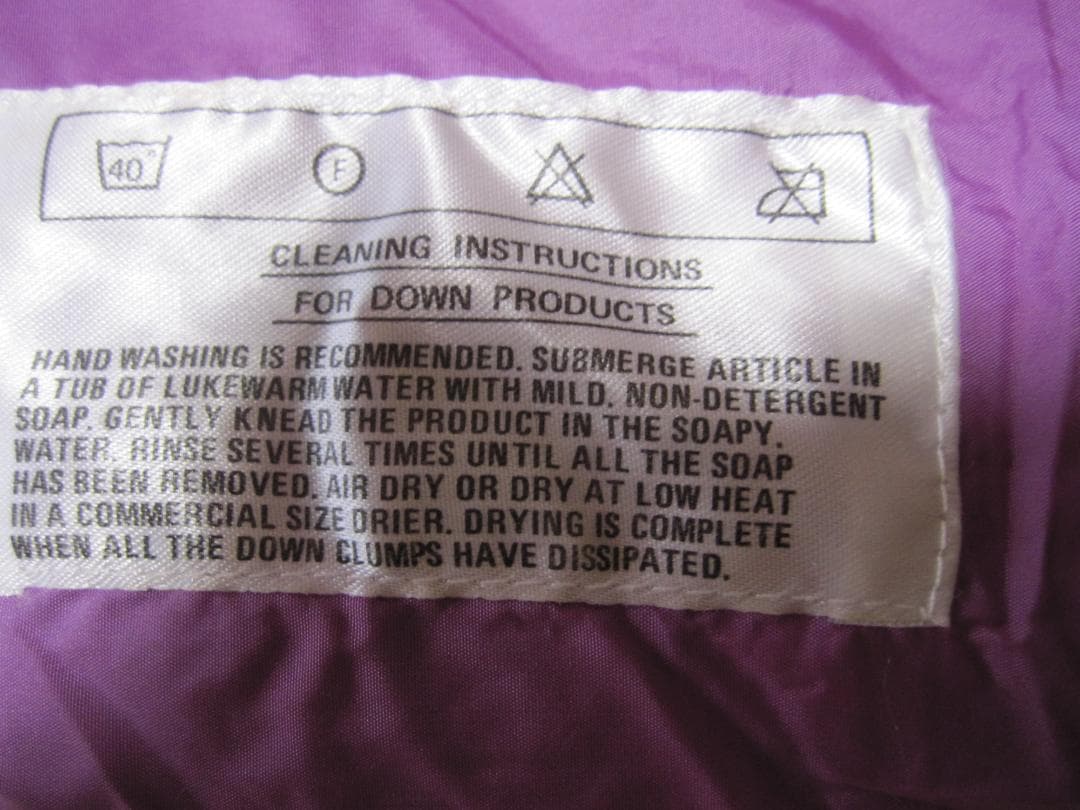 40° F
CLEANING INSTRUCTIONS
FOR DOWN PRODUCTS
HAND WASHING IS RECOMMENDED. SUBMERGE ARTICLE IN
A TUB OF LUKEWARM WATER WITH MILD. NON-DETERGENT
SOAP. GENTLY KNEAD THE PRODUCT IN THE SOAPY.
WATER. RINSE SEVERAL TIMES UNTIL ALL THE SOAP
HAS BEEN REMOVED. AIR DRY OR DRY AT LOW HEAT
IN A COMMERCIAL SIZE DRIER. DRYING IS COMPLETE
WHEN ALL THE DOWN CLUMPS HAVE DISSIPATED.